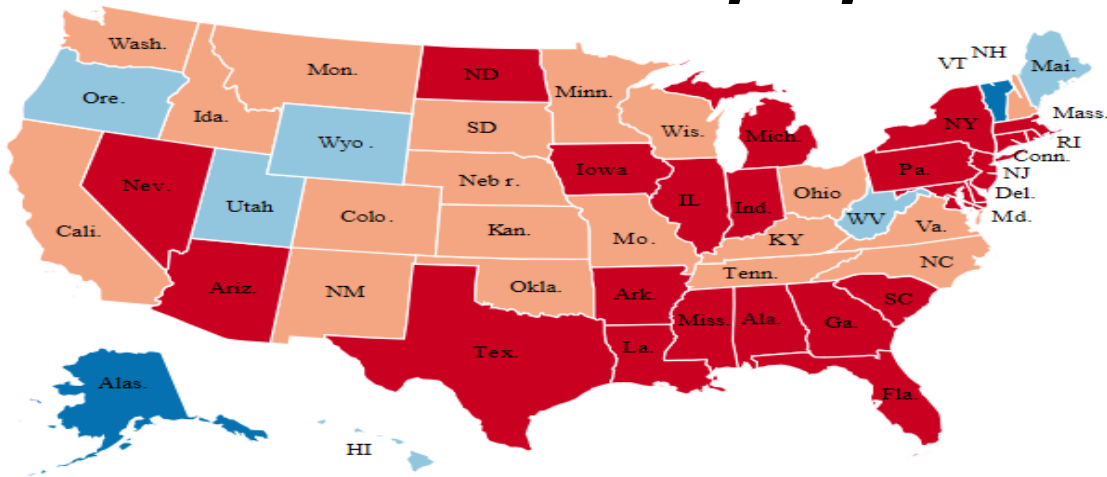 Wash.
Mon.
ND
Minn.
VT
NH
Mai.
Ore.
Ida.
SD
Wis.
Mich.
NY
Mass.
Wyo .
RI
Conn.
Nev.
Neb r.
Iowa
Pa.
NJ
Utah
Colo .
IL
Ind.
Ohio
Del.
Cali.
Kan.
Mo.
WV
Va.
Md.
KY
NC
Ariz.
NM
Okla.
Tenn.
Ark.
SC
Tex.
La.
Miss.
Ala.
Ga.
Alas.
Fla.
HI